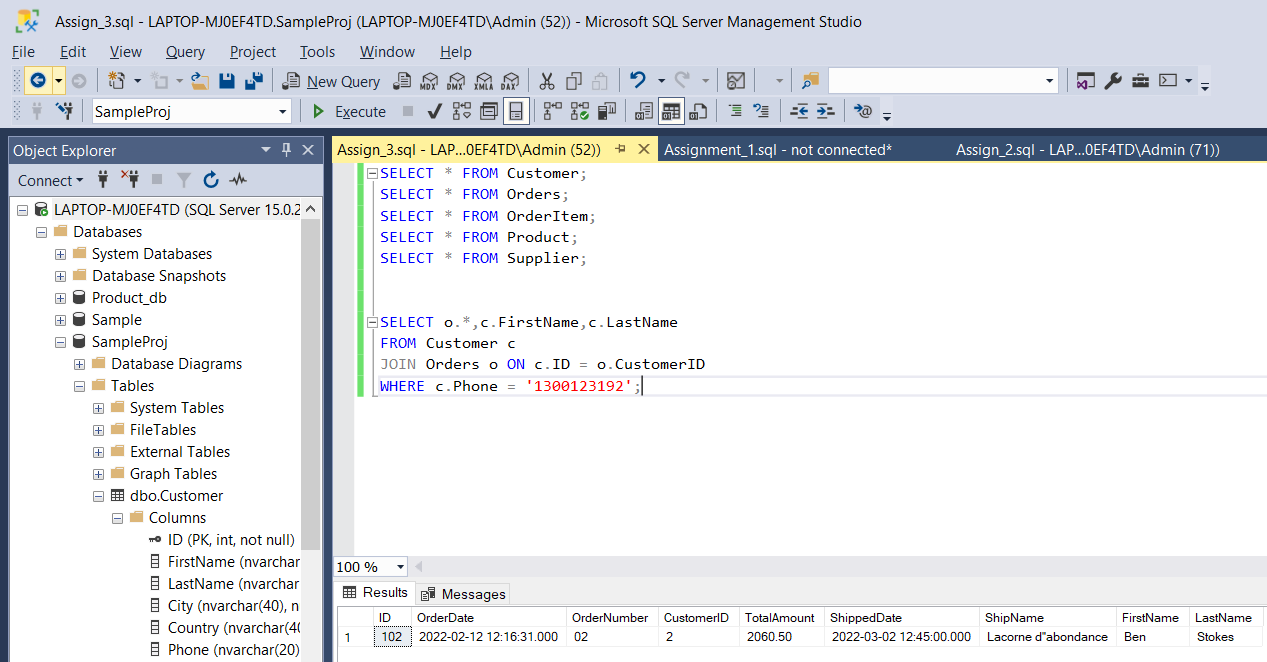 Assign_3.sql - LAPTOP-MJ0EF4TD.SampleProj (LAPTOP-MJ0EF4TD\Admin (52)) - Microsoft SQL Server Management Studio
File Edit View Query Project Tools Window Help
New Query MDX DMX XMLA DAX
SampleProj Execute
Object Explorer
Assign_3.sql - LAP...0EF4TD\Admin (52)) Assignment_1.sql - not connected* Assign_2.sql - LAP...0EF4TD\Admin (71))
Connect
LAPTOP-MJ0EF4TD (SQL Server 15.0.2
Databases
System Databases
Database Snapshots
Product_db
Sample
SampleProj
Database Diagrams
Tables
System Tables
FileTables
External Tables
Graph Tables
dbo.Customer
Columns
ID (PK, int, not null)
FirstName (nvarchar
LastName (nvarchar
City (nvarchar(40), n
Country (nvarchar(40
Phone (nvarchar(20)
SELECT * FROM Customer;
SELECT * FROM Orders;
SELECT * FROM OrderItem;
SELECT * FROM Product;
SELECT * FROM Supplier;
SELECT o.*,c.FirstName,c.LastName
FROM Customer c
JOIN Orders o ON c.ID = o.CustomerID
WHERE c.Phone = '1300123192';
100 %
Results Messages
ID OrderDate OrderNumber CustomerID TotalAmount ShippedDate ShipName FirstName LastName
1 102 2022-02-12 12:16:31.000 02 2 2060.50 2022-03-02 12:45:00.000 Lacorne d"abondance Ben Stokes